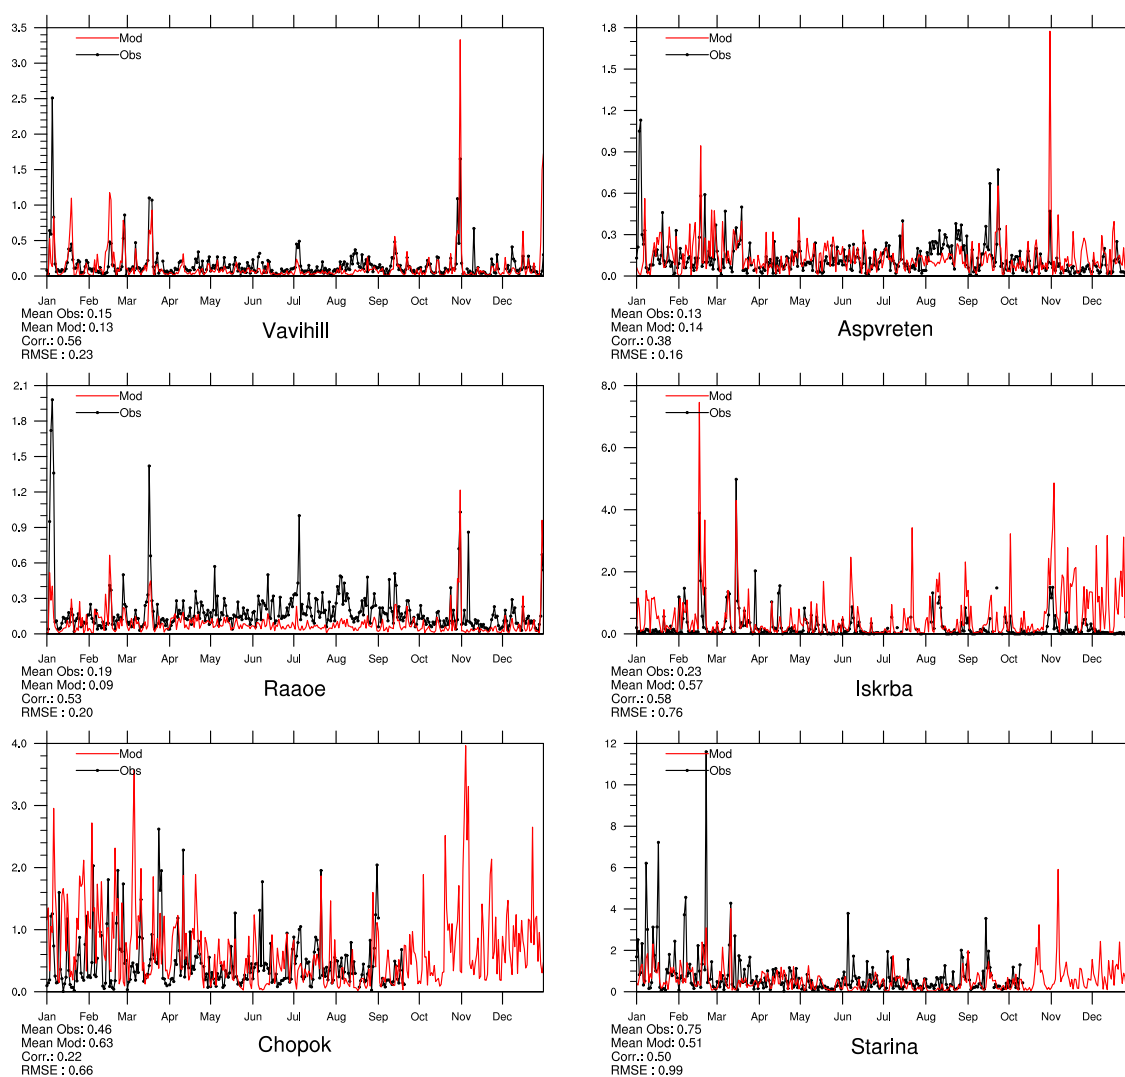 3.5
3.0
2.5
2.0
1.5
1.0
0.5
0.0
Mod
Obs
Jan Feb Mar Apr May Jun Jul Aug Sep Oct Nov Dec
Mean Obs: 0.15
Mean Mod: 0.13
Corr.: 0.56
RMSE : 0.23
Vavihill
1.8
1.5
1.2
0.9
0.6
0.3
0.0
Mod
Obs
Jan Feb Mar Apr May Jun Jul Aug Sep Oct Nov Dec
Mean Obs: 0.13
Mean Mod: 0.14
Corr.: 0.38
RMSE : 0.16
Aspvreten
2.1
1.8
1.5
1.2
0.9
0.6
0.3
0.0
Mod
Obs
Jan Feb Mar Apr May Jun Jul Aug Sep Oct Nov Dec
Mean Obs: 0.19
Mean Mod: 0.09
Corr.: 0.53
RMSE : 0.20
Raaoe
8.0
6.0
4.0
2.0
0.0
Mod
Obs
Jan Feb Mar Apr May Jun Jul Aug Sep Oct Nov Dec
Mean Obs: 0.23
Mean Mod: 0.57
Corr.: 0.58
RMSE : 0.76
Iskrba
4.0
3.0
2.0
1.0
0.0
Mod
Obs
Jan Feb Mar Apr May Jun Jul Aug Sep Oct Nov Dec
Mean Obs: 0.46
Mean Mod: 0.63
Corr.: 0.22
RMSE : 0.66
Chopok
12
10
8
6
4
2
0
Mod
Obs
Jan Feb Mar Apr May Jun Jul Aug Sep Oct Nov Dec
Mean Obs: 0.75
Mean Mod: 0.51
Corr.: 0.50
RMSE : 0.99
Starina